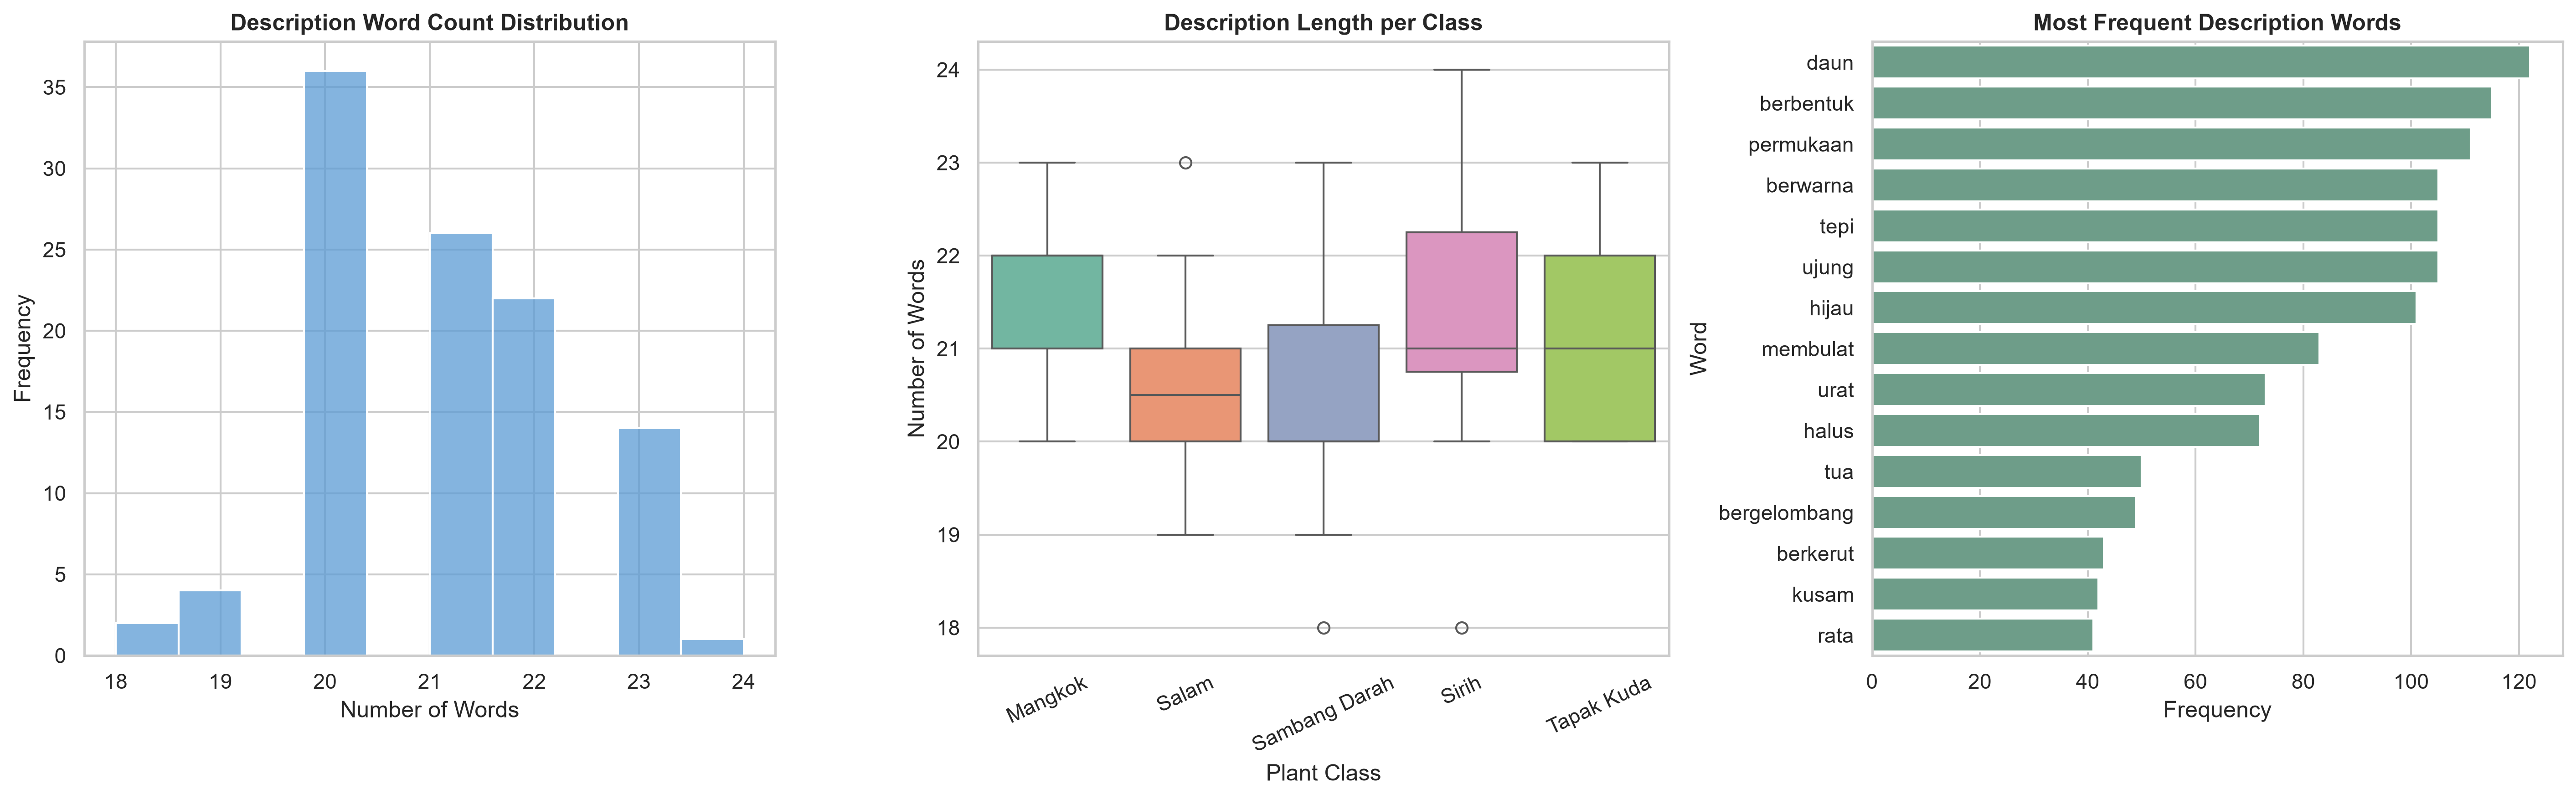 Description Word Count Distribution
Frequency
35
30
25
20
15
10
5
0
18 19 20 21 22 23 24
Number of Words
Description Length per Class
Number of Words
24
23
22
21
20
19
18
Mangkok Salam Sambang Darah Sirih Tapak Kuda
Plant Class
Most Frequent Description Words
Word
daun
berbentuk
permukaan
berwarna
tepi
ujung
hijau
membulat
urat
halus
tua
bergelombang
berkerut
kusam
rata
0 20 40 60 80 100 120
Frequency